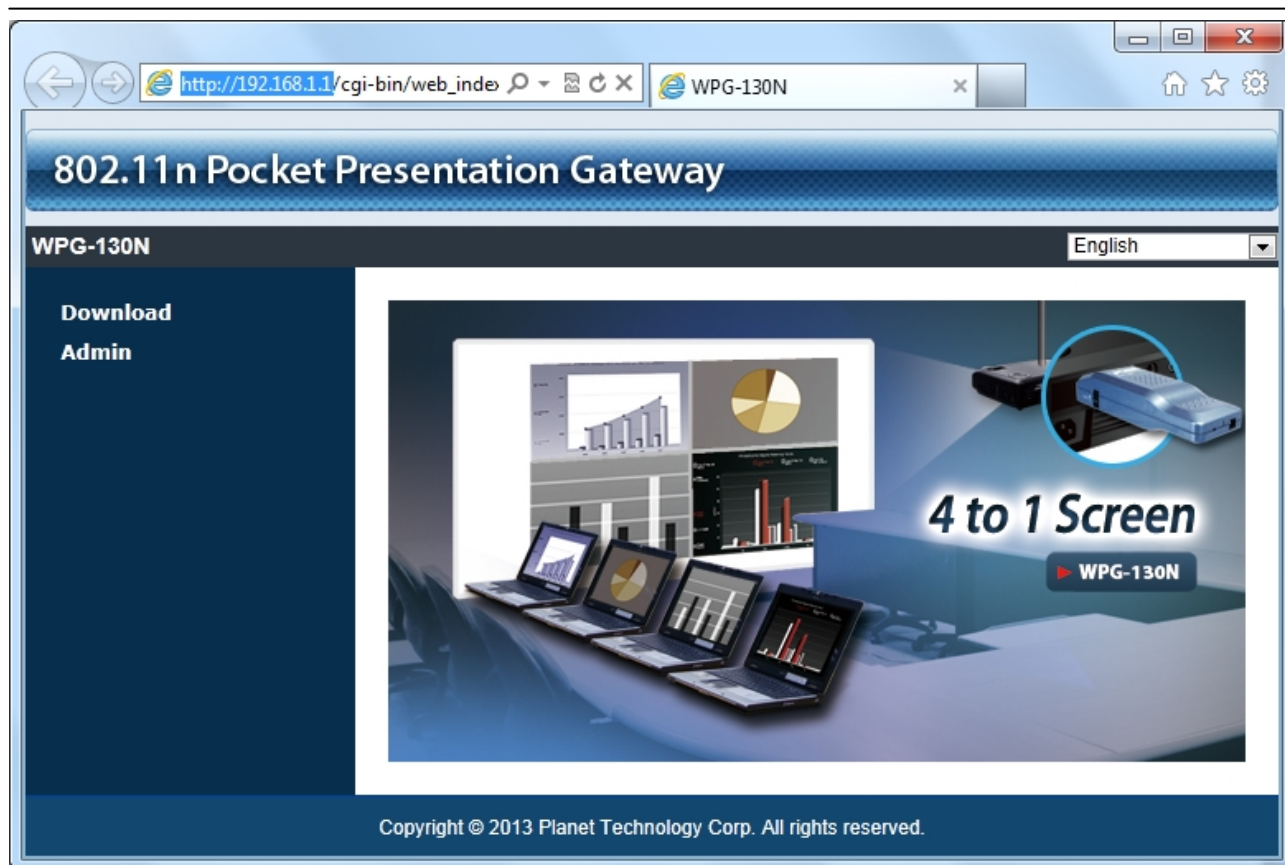 http://192.168.1.1/cgi-bin/web_index
WPG-130N
802.11n Pocket Presentation Gateway
WPG-130N
English
Download
Admin
4 to 1 Screen
WPG-130N
Copyright © 2013 Planet Technology Corp. All rights reserved.